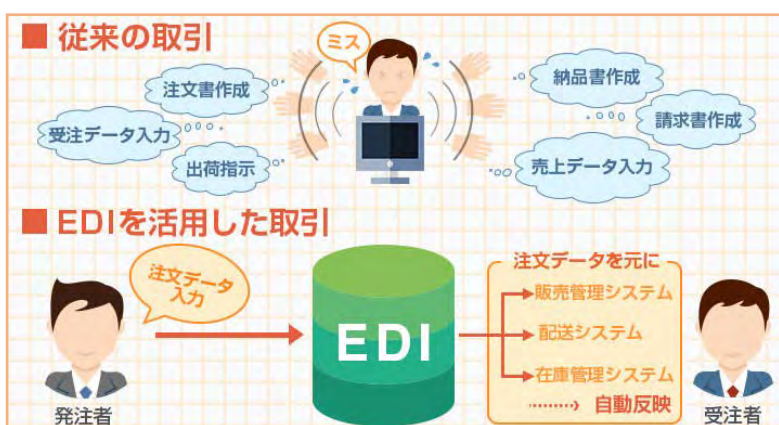 ■ 従来の取引
ミス
注文書作成
受注データ入力
出荷指示
納品書作成
請求書作成
売上データ入力
■ EDIを活用した取引
注文データ
入力
発注者
EDI
注文データを元に
販売管理システム
配送システム
在庫管理システム
自動反映
受注者